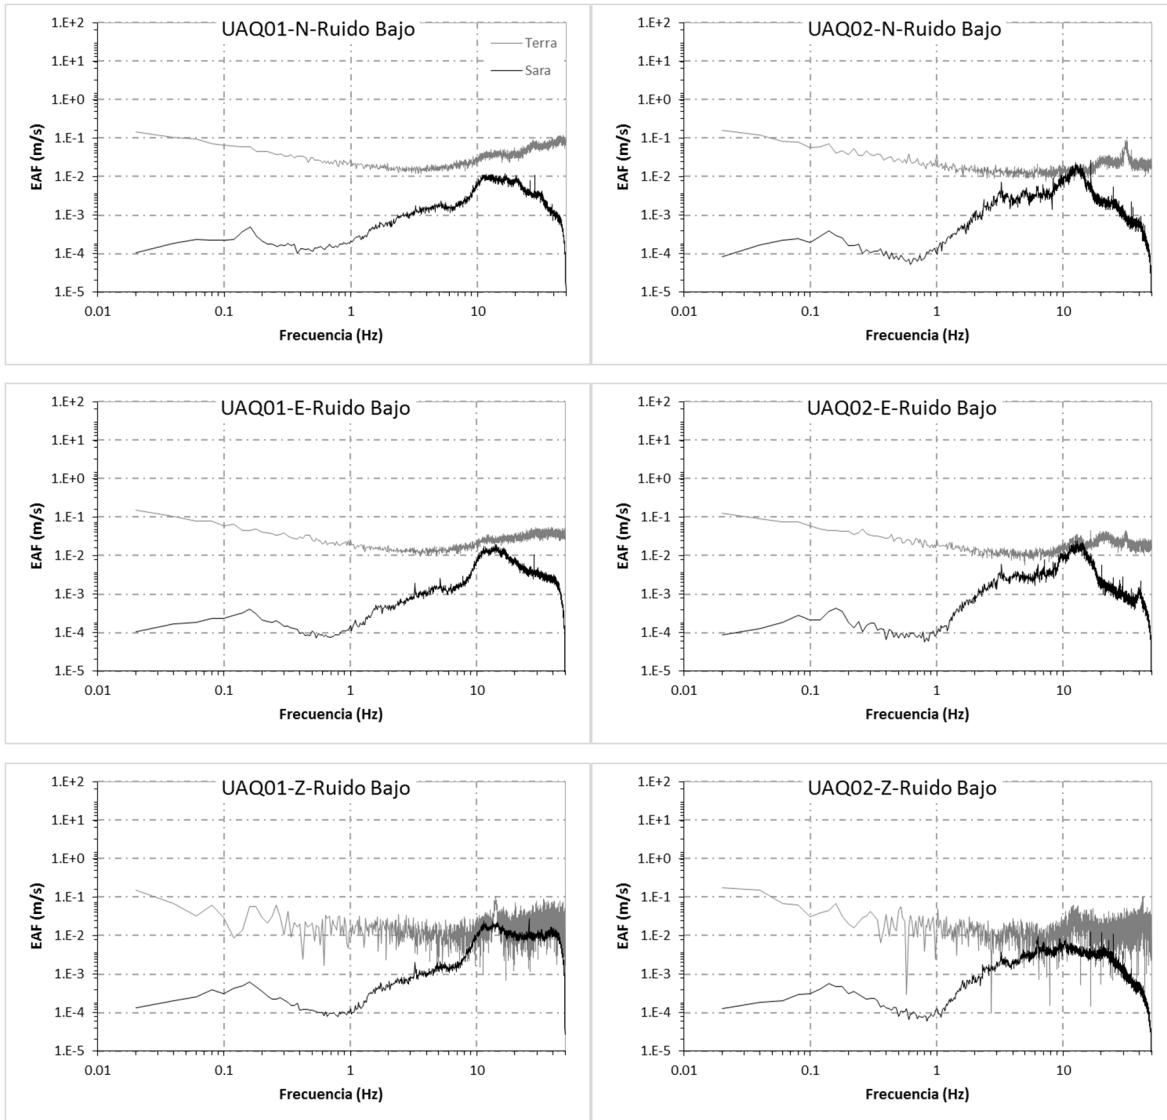 UAQ01-N-Ruido Bajo
Terra
Sara
1.E+2
1.E+1
1.E+0
1.E-1
1.E-2
1.E-3
1.E-4
1.E-5
EAF (m/s)
0.01 0.1 1 10
Frecuencia (Hz)
UAQ02-N-Ruido Bajo
1.E+2
1.E+1
1.E+0
1.E-1
1.E-2
1.E-3
1.E-4
1.E-5
EAF (m/s)
0.01 0.1 1 10
Frecuencia (Hz)
UAQ01-E-Ruido Bajo
1.E+2
1.E+1
1.E+0
1.E-1
1.E-2
1.E-3
1.E-4
1.E-5
EAF (m/s)
0.01 0.1 1 10
Frecuencia (Hz)
UAQ02-E-Ruido Bajo
1.E+2
1.E+1
1.E+0
1.E-1
1.E-2
1.E-3
1.E-4
1.E-5
EAF (m/s)
0.01 0.1 1 10
Frecuencia (Hz)
UAQ01-Z-Ruido Bajo
1.E+2
1.E+1
1.E+0
1.E-1
1.E-2
1.E-3
1.E-4
1.E-5
EAF (m/s)
0.01 0.1 1 10
Frecuencia (Hz)
UAQ02-Z-Ruido Bajo
1.E+2
1.E+1
1.E+0
1.E-1
1.E-2
1.E-3
1.E-4
1.E-5
EAF (m/s)
0.01 0.1 1 10
Frecuencia (Hz)